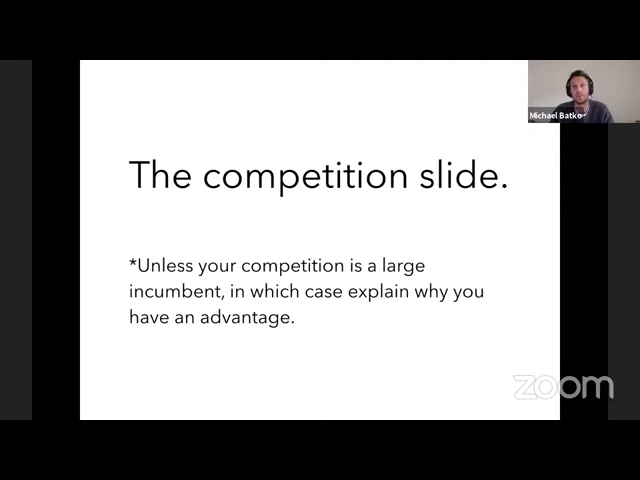 Michael Batko
The competition slide.
*Unless your competition is a large
incumbent, in which case explain why you
have an advantage.
zoom